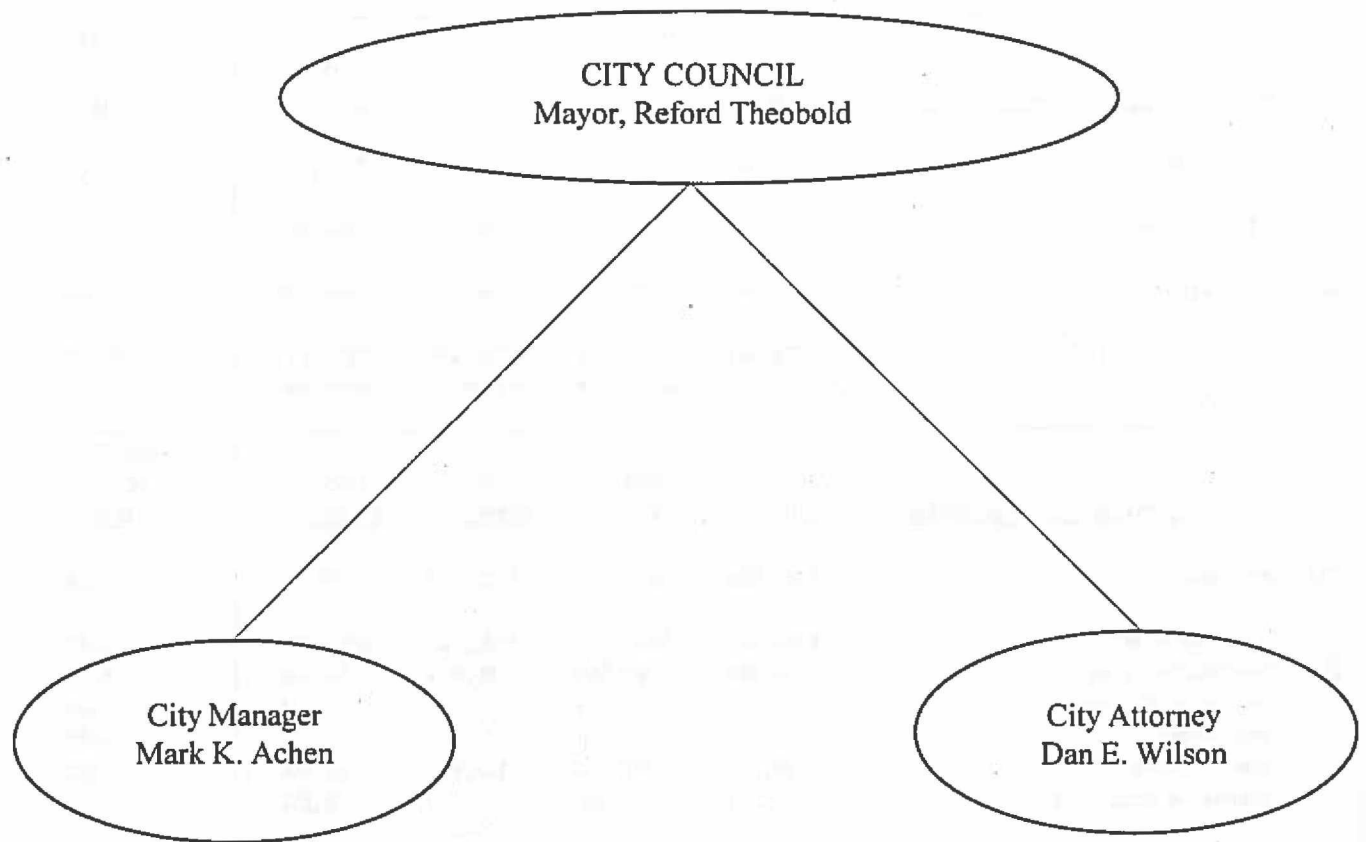 CITY COUNCIL
Mayor, Reford Theobold
City Manager
Mark K. Achen
City Attorney
Dan E. Wilson